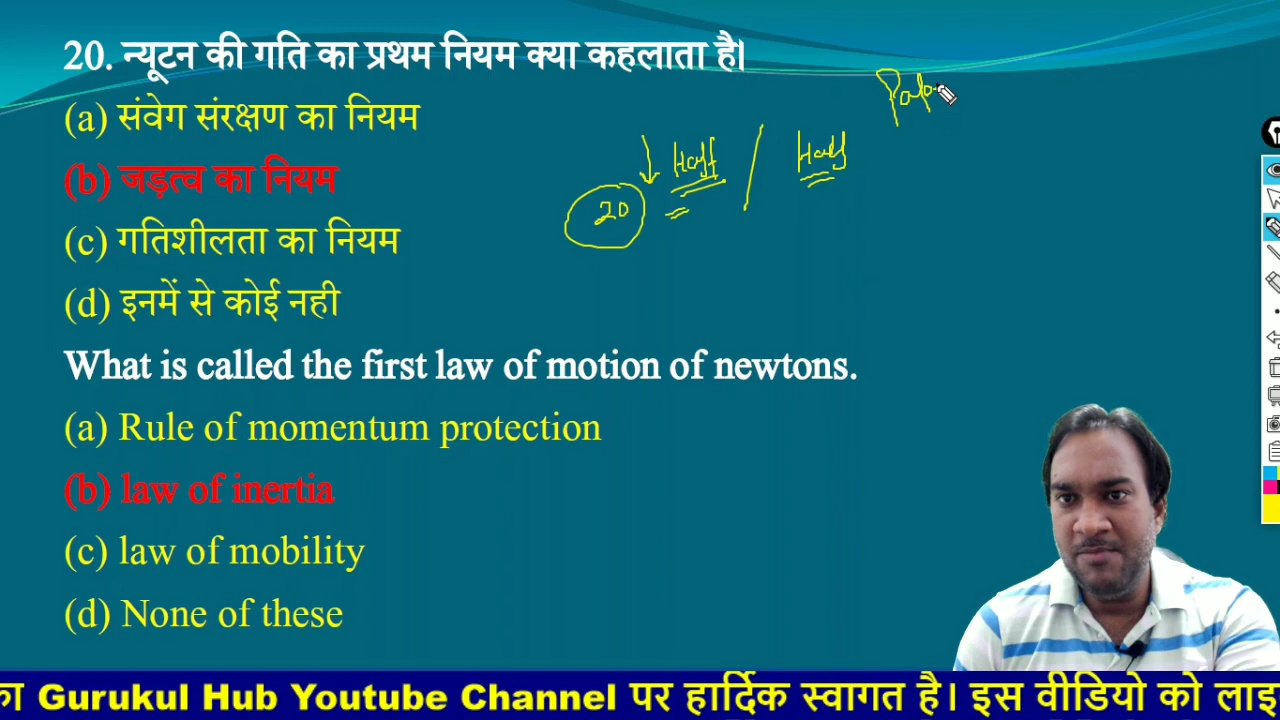 20. न्यूटन की गति का प्रथम नियम क्या कहलाता है।
(a) संवेग संरक्षण का नियम
(b) जड़त्व का नियम
(c) गतिशीलता का नियम
(d) इनमें से कोई नही
Half / Half
20
What is called the first law of motion of newtons.
(a) Rule of momentum protection
(b) law of inertia
(c) law of mobility
(d) None of these
का Gurukul Hub Youtube Channel पर हार्दिक स्वागत है। इस वीडियो को लाइ